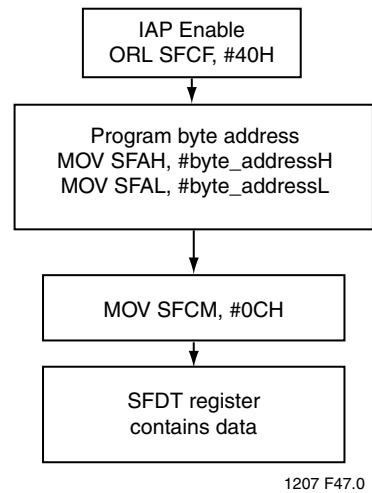 IAP Enable
ORL SFCF, #40H
Program byte address
MOV SFAH, #byte_addressH
MOV SFAL, #byte_addressL
MOV SFCM, #0CH
SFDT register
contains data
1207 F47.0